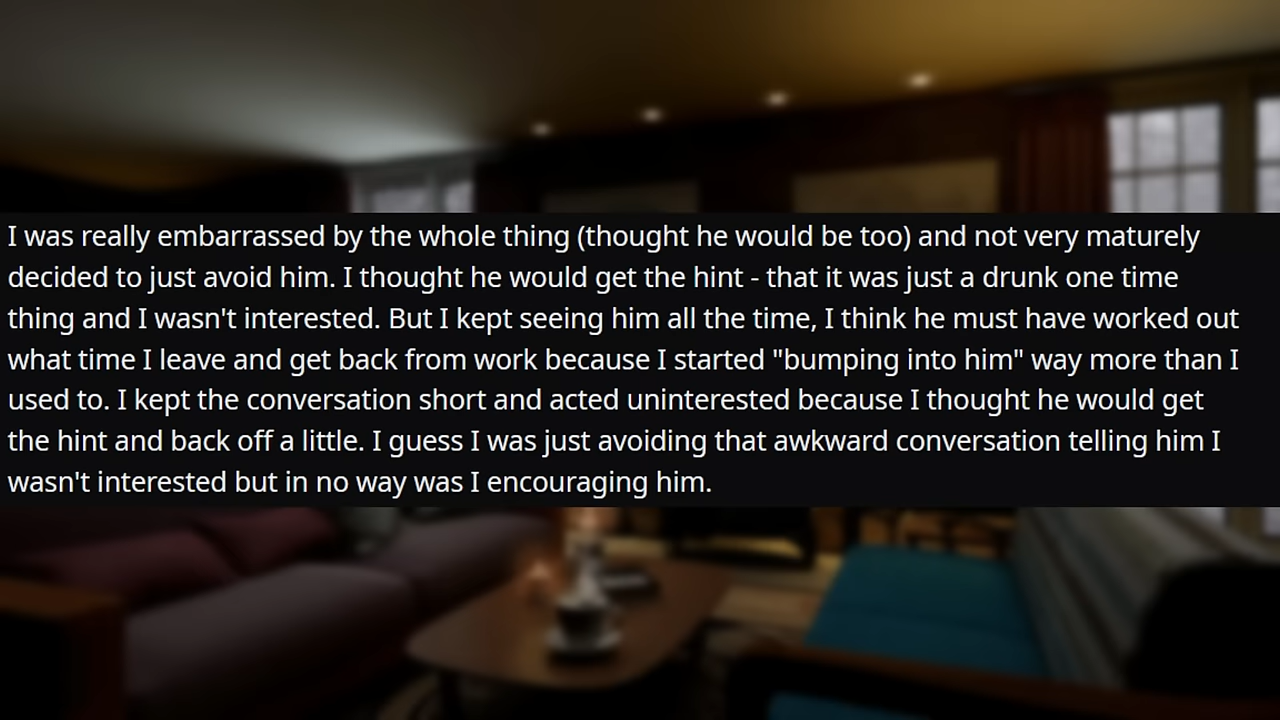 I was really embarrassed by the whole thing (thought he would be too) and not very maturely
decided to just avoid him. I thought he would get the hint - that it was just a drunk one time
thing and I wasn't interested. But I kept seeing him all the time, I think he must have worked out
what time I leave and get back from work because I started "bumping into him" way more than I
used to. I kept the conversation short and acted uninterested because I thought he would get
the hint and back off a little. I guess I was just avoiding that awkward conversation telling him I
wasn't interested but in no way was I encouraging him.